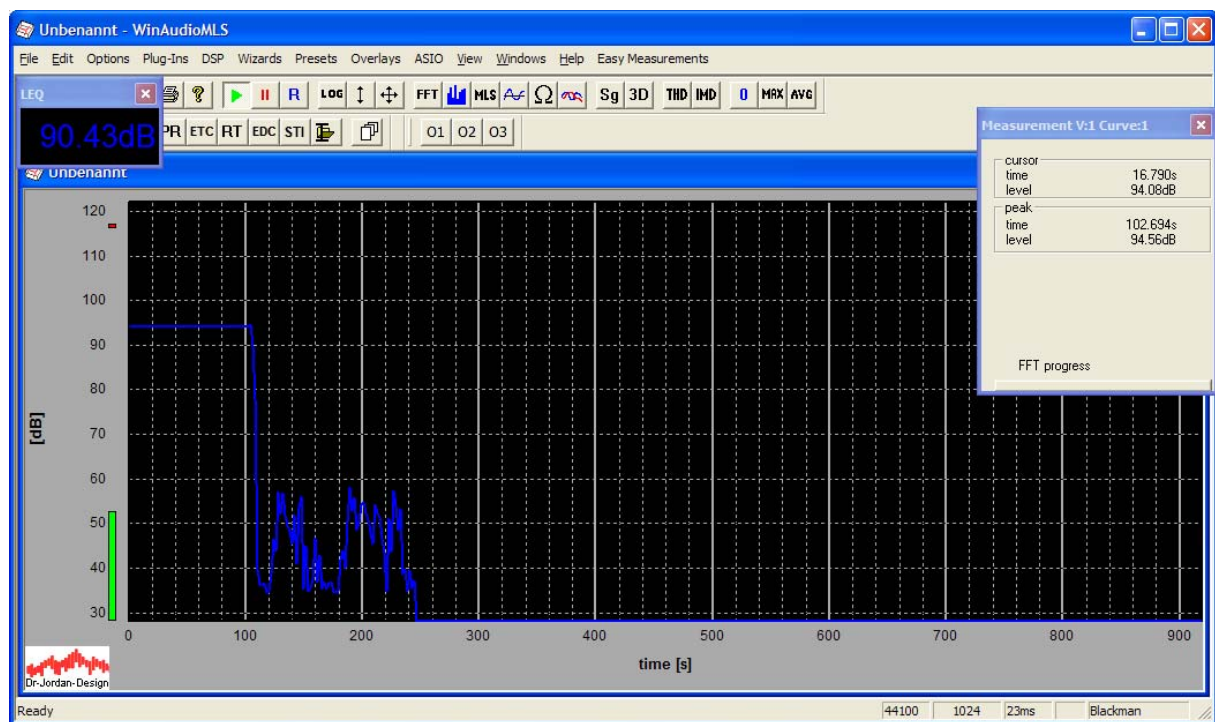 Unbenannt - WinAudioMLS
File Edit Options Plug-Ins DSP Wizards Presets Overlays ASIO View Windows Help Easy Measurements
LEQ
90.43dB
R LOG FFT MLS Ω Sg 3D THD IMD 0 MAX AVG
PR ETC RT EDC STI O1 O2 O3
Unbenannt
Measurement V:1 Curve:1
cursor
time 16.790s
level 94.08dB
peak
time 102.694s
level 94.56dB
FFT progress
120
110
100
90
80
70
60
50
40
30
[dB]
0 100 200 300 400 500 600 700 800 900
time [s]
Dr-Jordan-Design
Ready 44100 1024 23ms Blackman